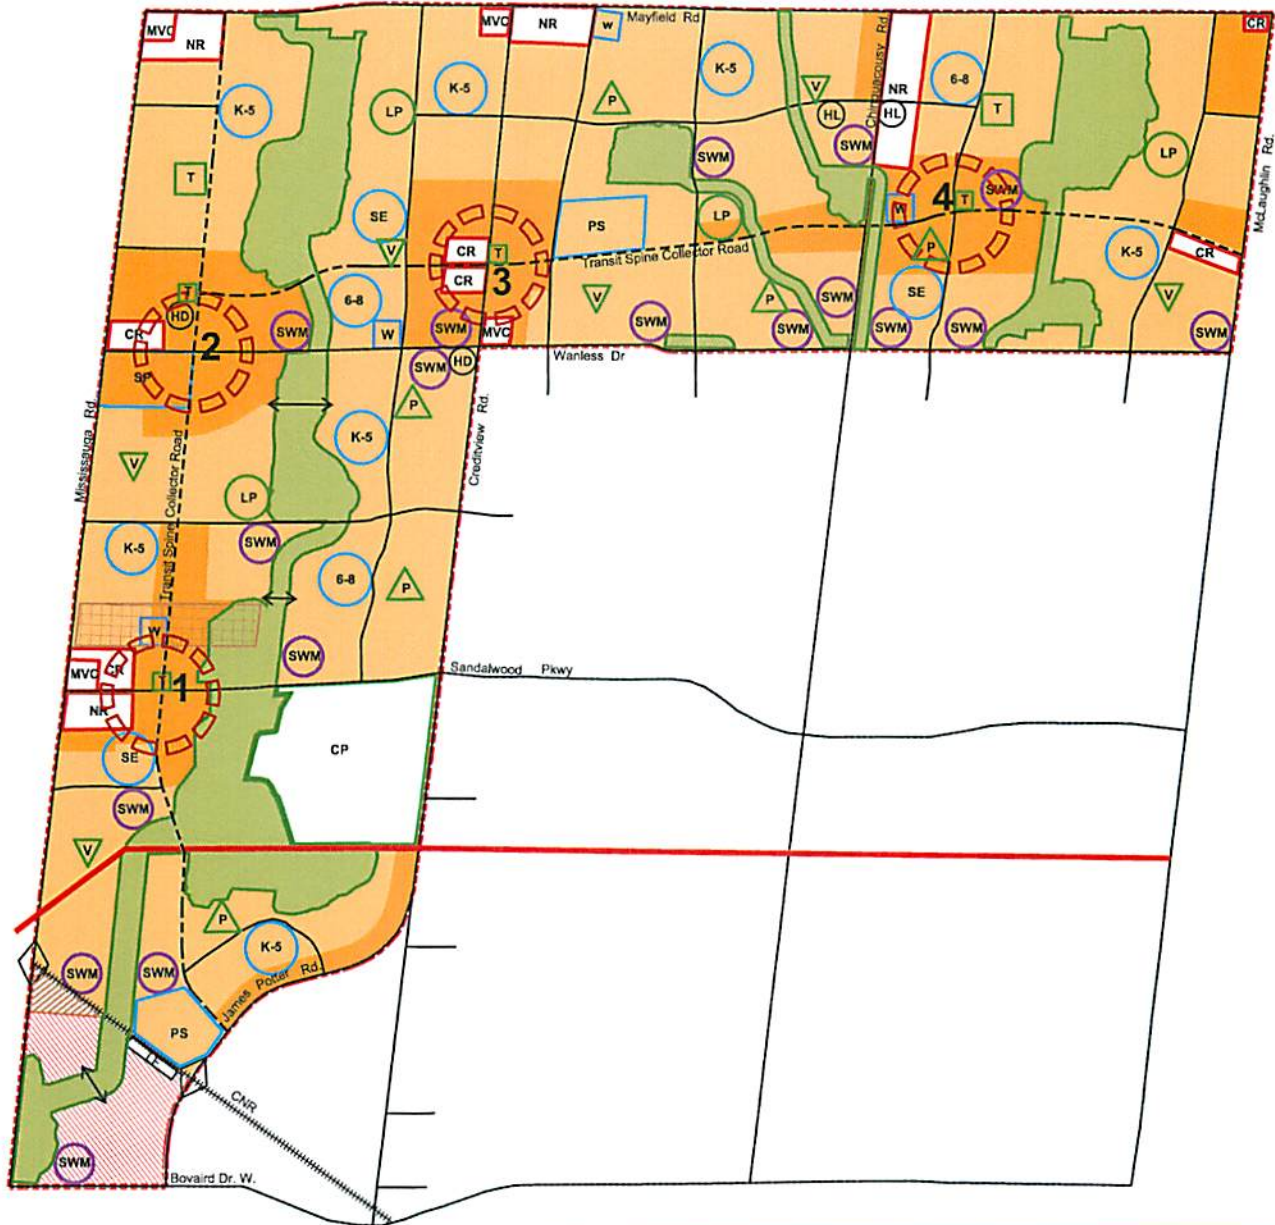 MVC
NR
MVC
NR
W
Mayfield Rd
CR
K-5
LP
K-5
P
K-5
V
HL
Chinguacousy Rd
NR
HL
6-8
T
LP
McLaughlin Rd.
T
SE
V
SWM
SWM
LP
PS
Transit Spine Collector Road
W
4
T
SWM
P
K-5
CR
T
HD
CR
2
SWM
6-8
W
CR
CR
T
3
SWM
MVC
V
SWM
P
SWM
SWM
SE
SWM
SWM
V
SWM
Wanless Dr
SP
Mississauga Rd.
V
Transit Spine Collector Road
LP
K-5
P
SWM
HD
Creditview Rd.
K-5
SWM
6-8
P
W
SWM
MVC
CR
T
1
NR
SE
Sandalwood Pkwy
CP
SWM
V
P
K-5
James Potter Rd.
SWM
SWM
PS
CNR
SWM
Bovaird Dr. W.